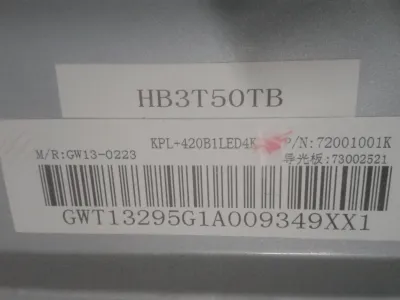 HB3T50TB
KPL-420B1LED4K P/N:72001001K
M/R:GW13-0223 导光板:73002521
GWT13295G1A009349XX1